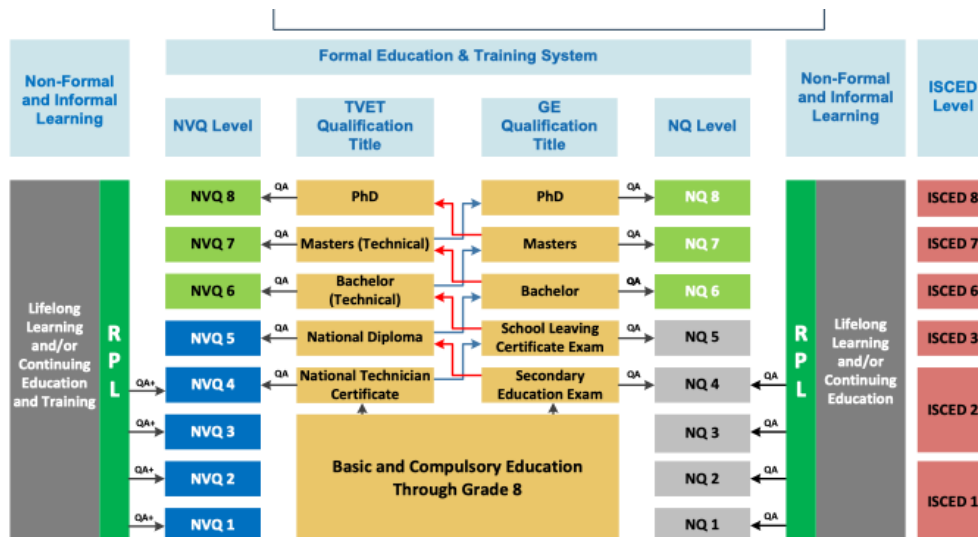 Formal Education & Training System
Non-Formal
and Informal
Learning
NVQ Level
TVET
Qualification
Title
GE
Qualification
Title
NQ Level
Non-Formal
and Informal
Learning
ISCED
Level
NVQ 8
QA
PhD
PhD
QA
NQ 8
ISCED 8
NVQ 7
QA
Masters (Technical)
Masters
QA
NQ 7
ISCED 7
NVQ 6
QA
Bachelor
(Technical)
Bachelor
QA
NQ 6
ISCED 6
NVQ 5
QA
National Diploma
School Leaving
Certificate Exam
QA
NQ 5
ISCED 3
Lifelong
Learning
and/or
Continuing
Education
and Training
R
P
L
QA+
NVQ 4
QA
National Technician
Certificate
Secondary
Education Exam
QA
NQ 4
QA
R
P
L
Lifelong
Learning
and/or
Continuing
Education
ISCED 2
QA+
NVQ 3
Basic and Compulsory Education
Through Grade 8
NQ 3
QA
QA+
NVQ 2
NQ 2
QA
ISCED 1
QA+
NVQ 1
NQ 1
QA